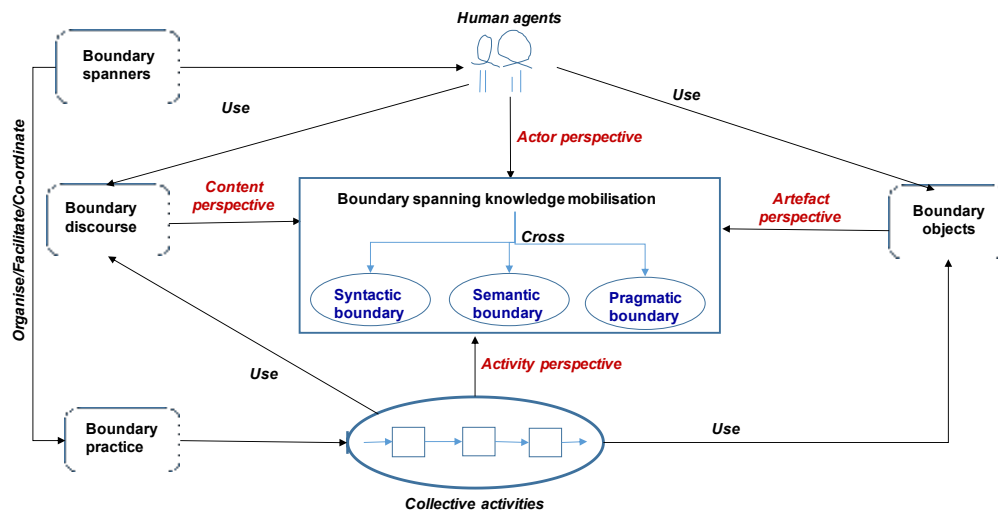 Human agents
Boundary
spanners
Use
Use
Actor perspective
Organise/Facilitate/Co-ordinate
Boundary
discourse
Content
perspective
Boundary spanning knowledge mobilisation
Cross
Syntactic
boundary
Semantic
boundary
Pragmatic
boundary
Artefact
perspective
Boundary
objects
Activity perspective
Use
Use
Boundary
practice
Collective activities